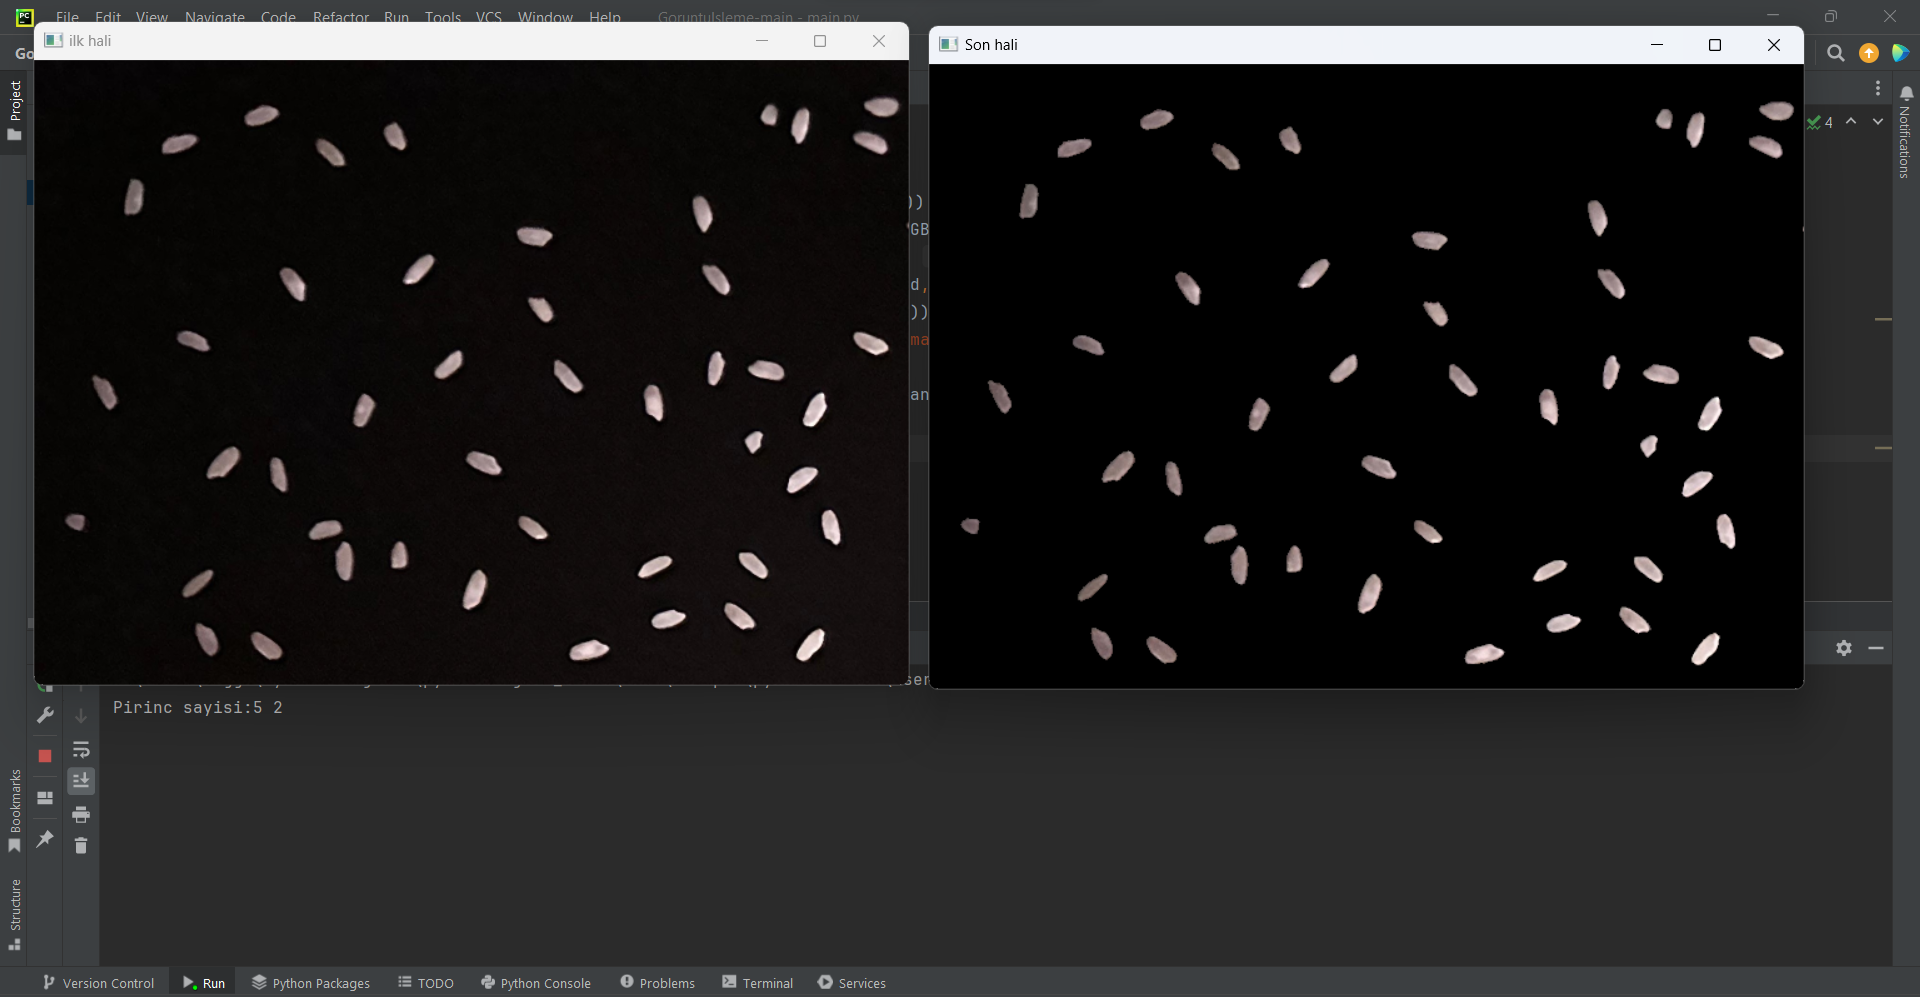 PC
File Edit View Navigate Code Refactor Run Tools VCS Window Help GoruntuIsleme-main - main.py
Go
ilk hali
Son hali
Project
4
Notifications
))
GB
d,
))
ma
an
ser
Pirinc sayisi:5 2
Bookmarks
Structure
Version Control Run Python Packages TODO Python Console Problems Terminal Services